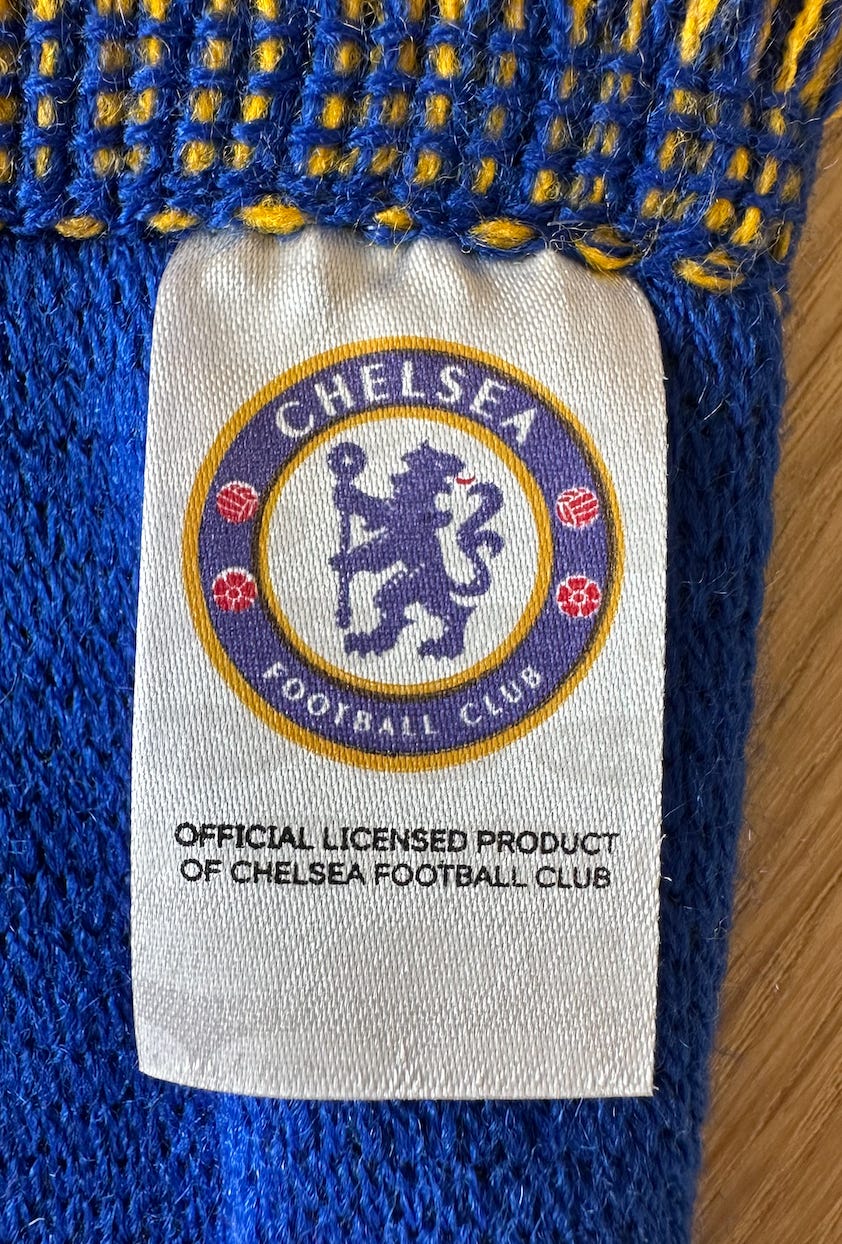 CHELSEA
FOOTBALL CLUB
OFFICIAL LICENSED PRODUCT
OF CHELSEA FOOTBALL CLUB